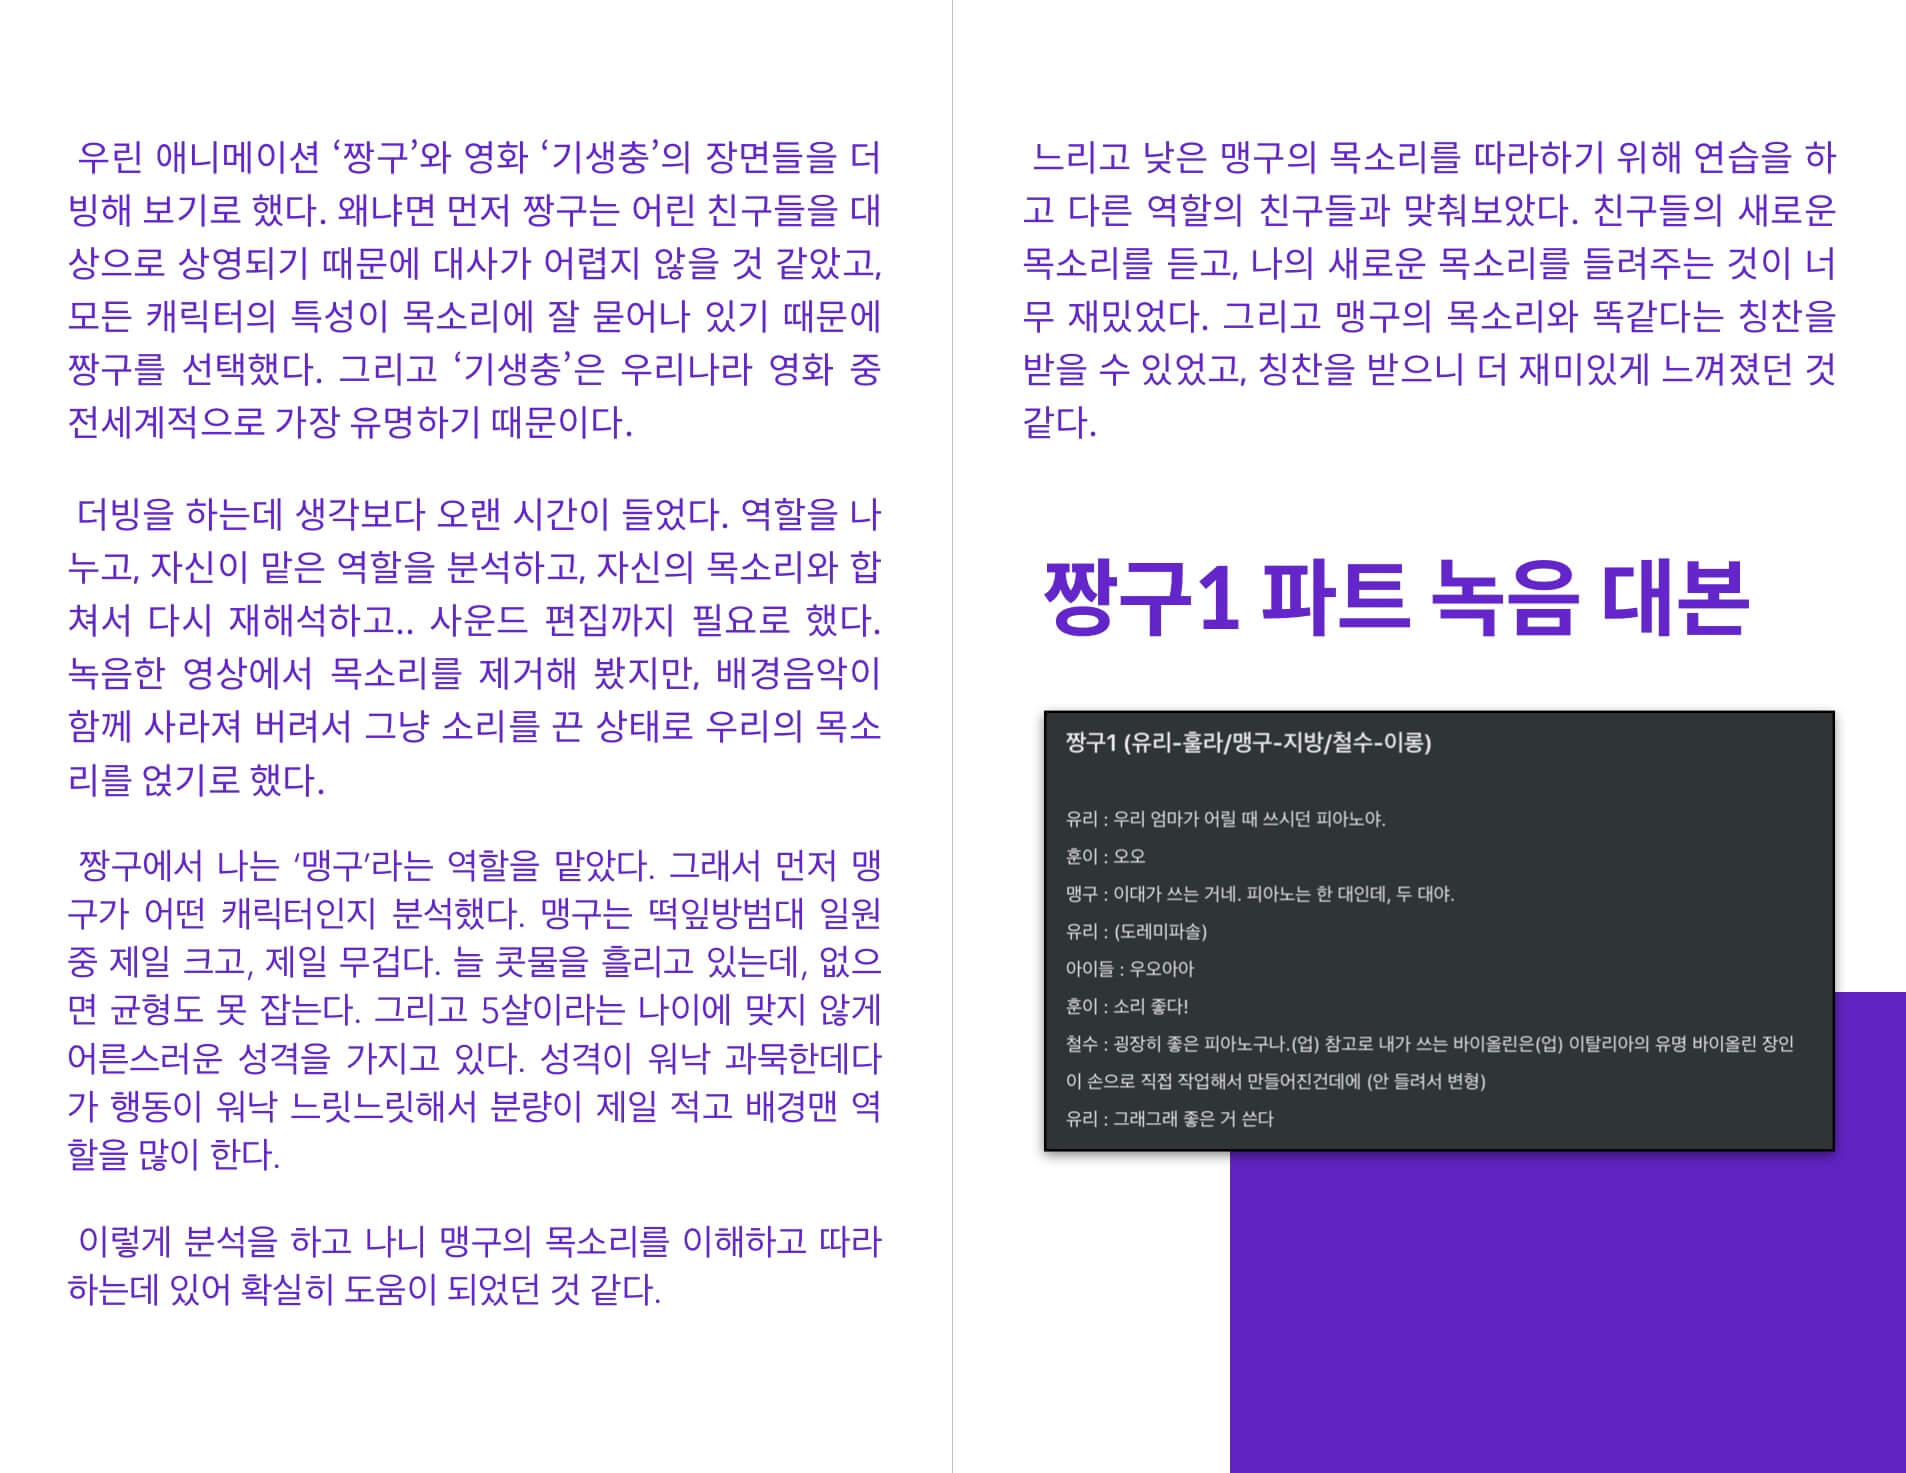 우린 애니메이션 ‘짱구’와 영화 ‘기생충’의 장면들을 더
빙해 보기로 했다. 왜냐면 먼저 짱구는 어린 친구들을 대
상으로 상영되기 때문에 대사가 어렵지 않을 것 같았고,
모든 캐릭터의 특성이 목소리에 잘 묻어나 있기 때문에
짱구를 선택했다. 그리고 ‘기생충’은 우리나라 영화 중
전세계적으로 가장 유명하기 때문이다.
더빙을 하는데 생각보다 오랜 시간이 들었다. 역할을 나
누고, 자신이 맡은 역할을 분석하고, 자신의 목소리와 합
쳐서 다시 재해석하고.. 사운드 편집까지 필요로 했다.
녹음한 영상에서 목소리를 제거해 봤지만, 배경음악이
함께 사라져 버려서 그냥 소리를 끈 상태로 우리의 목소
리를 얹기로 했다.
짱구에서 나는 ‘맹구’라는 역할을 맡았다. 그래서 먼저 맹
구가 어떤 캐릭터인지 분석했다. 맹구는 떡잎방범대 일원
중 제일 크고, 제일 무겁다. 늘 콧물을 흘리고 있는데, 없으
면 균형도 못 잡는다. 그리고 5살이라는 나이에 맞지 않게
어른스러운 성격을 가지고 있다. 성격이 워낙 과묵한데다
가 행동이 워낙 느릿느릿해서 분량이 제일 적고 배경맨 역
할을 많이 한다.
이렇게 분석을 하고 나니 맹구의 목소리를 이해하고 따라
하는데 있어 확실히 도움이 되었던 것 같다.
느리고 낮은 맹구의 목소리를 따라하기 위해 연습을 하
고 다른 역할의 친구들과 맞춰보았다. 친구들의 새로운
목소리를 듣고, 나의 새로운 목소리를 들려주는 것이 너
무 재밌었다. 그리고 맹구의 목소리와 똑같다는 칭찬을
받을 수 있었고, 칭찬을 받으니 더 재미있게 느껴졌던 것
같다.
짱구1 파트 녹음 대본
짱구1 (유리-훌라/맹구-지방/철수-이롱)
유리 : 우리 엄마가 어릴 때 쓰시던 피아노야.
훈이 : 오오
맹구 : 이대가 쓰는 거네. 피아노는 한 대인데, 두 대야.
유리 : (도레미파솔)
아이들 : 우오아아
훈이 : 소리 좋다!
철수 : 굉장히 좋은 피아노구나.(업) 참고로 내가 쓰는 바이올린은(업) 이탈리아의 유명 바이올린 장인
이 손으로 직접 작업해서 만들어진건데에 (안 들려서 변형)
유리 : 그래그래 좋은 거 쓴다